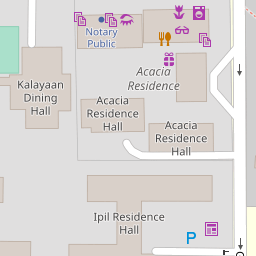 Notary
Public
Acacia
Residence
Kalayaan
Dining
Hall
Acacia
Residence
Hall
Acacia
Residence
Hall
Ipil Residence
Hall
P